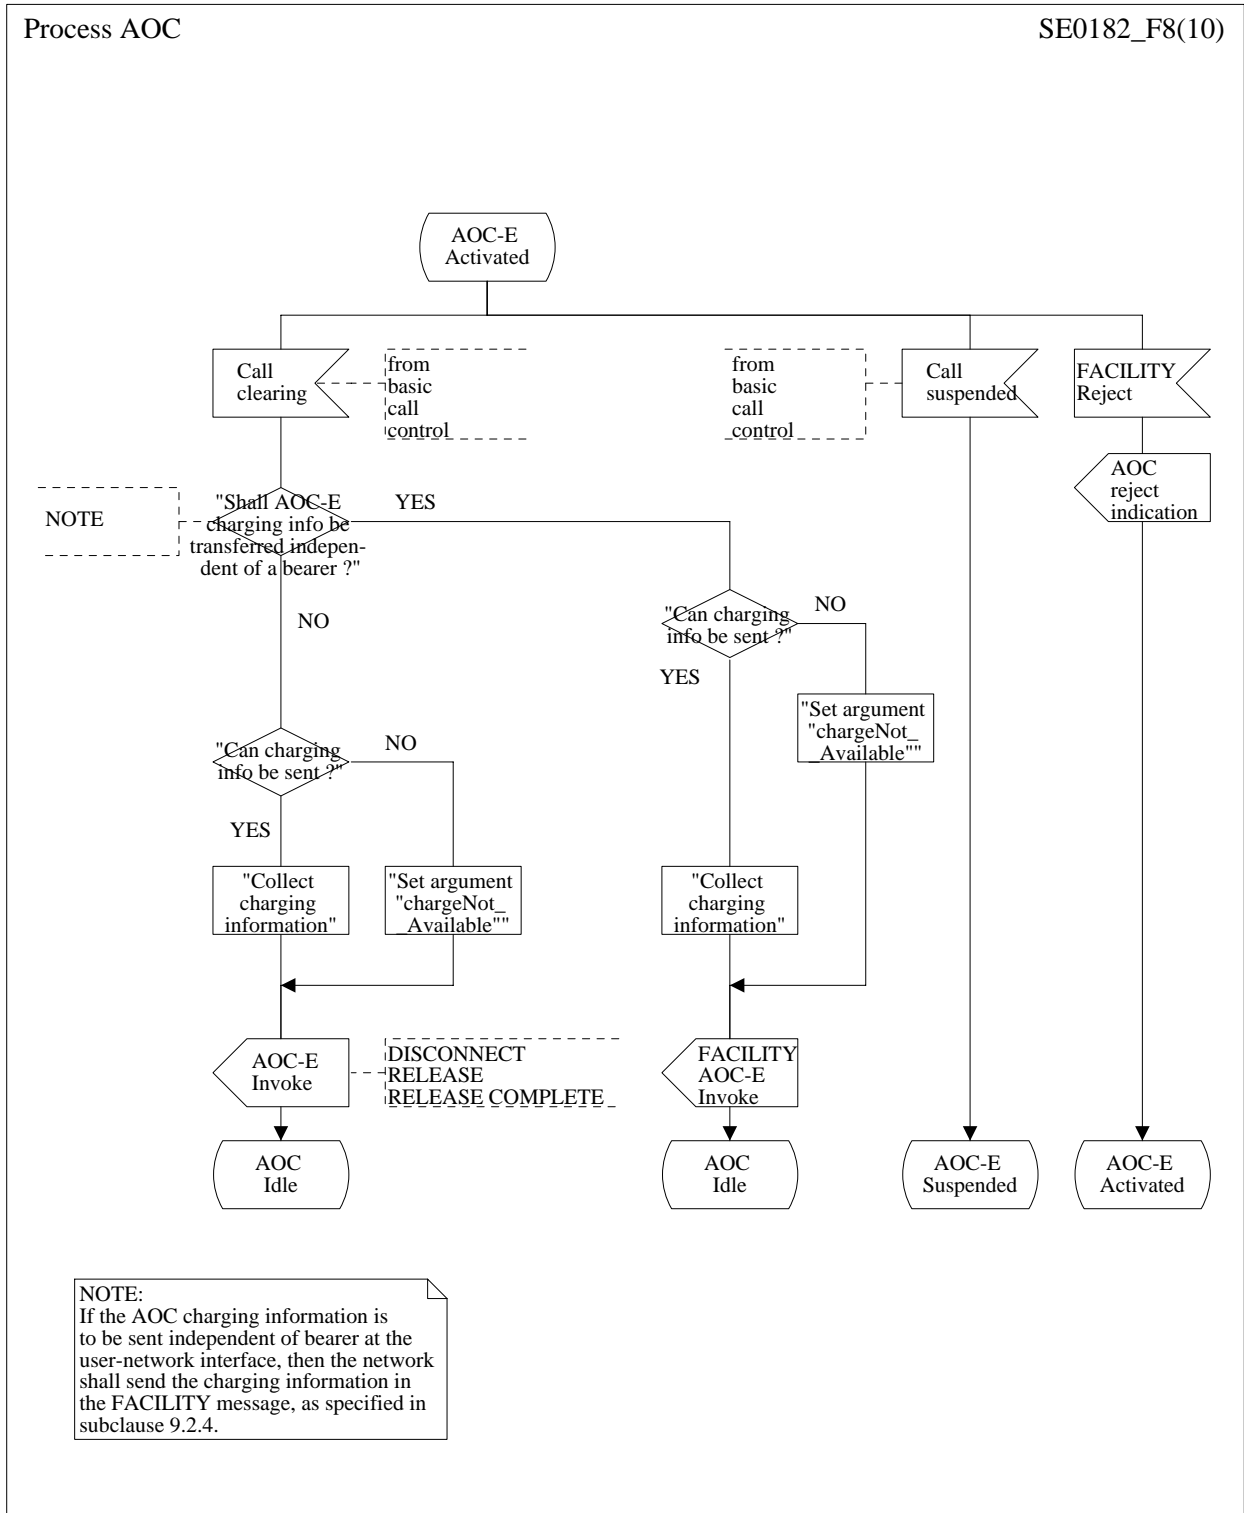 Process AOC
SE0182_F8(10)
AOC-E
Activated
Call
clearing
from
basic
call
control
from
basic
call
control
Call
suspended
FACILITY
Reject
AOC
reject
indication
NOTE
"Shall AOC-E
charging info be
transferred indepen-
dent of a bearer ?"
YES
NO
"Can charging
info be sent ?"
NO
YES
"Set argument
"chargeNot_
_Available""
"Can charging
info be sent ?"
NO
YES
"Collect
charging
information"
"Set argument
"chargeNot_
_Available""
"Collect
charging
information"
AOC-E
Invoke
DISCONNECT
RELEASE
RELEASE COMPLETE
FACILITY
AOC-E
Invoke
AOC
Idle
AOC
Idle
AOC-E
Suspended
AOC-E
Activated
NOTE:
If the AOC charging information is
to be sent independent of bearer at the
user-network interface, then the network
shall send the charging information in
the FACILITY message, as specified in
subclause 9.2.4.